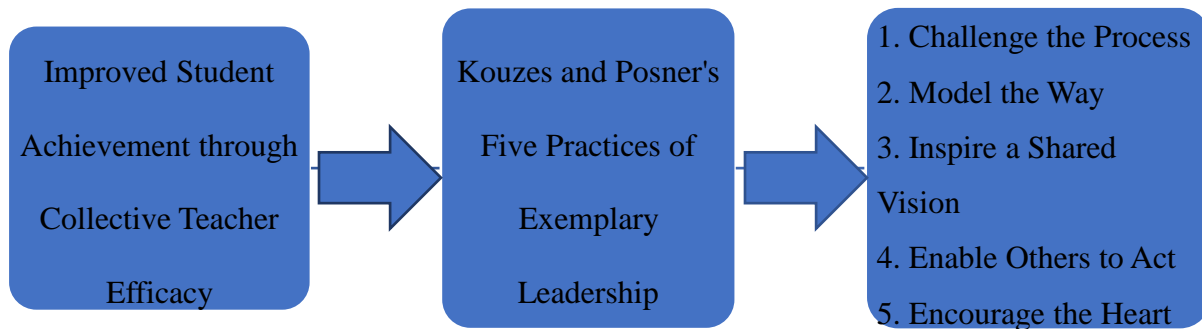 Improved Student
Achievement through
Collective Teacher
Efficacy
Kouzes and Posner's
Five Practices of
Exemplary
Leadership
1. Challenge the Process
2. Model the Way
3. Inspire a Shared
Vision
4. Enable Others to Act
5. Encourage the Heart